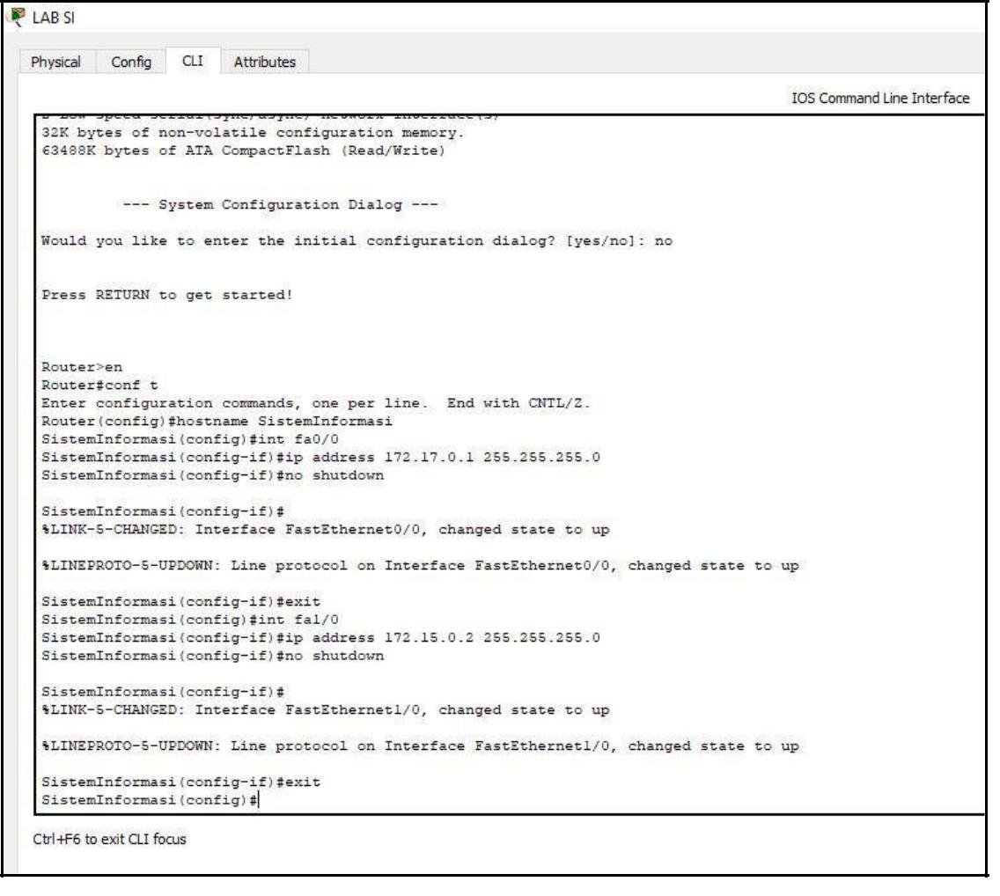 LAB SI
Physical Config CLI Attributes
IOS Command Line Interface
32K bytes of non-volatile configuration memory.
63488K bytes of ATA CompactFlash (Read/Write)
--- System Configuration Dialog ---
Would you like to enter the initial configuration dialog? [yes/no]: no
Press RETURN to get started!
Router>en
Router#conf t
Enter configuration commands, one per line.  End with CNTL/Z.
Router(config)#hostname SistemInformasi
SistemInformasi(config)#int fa0/0
SistemInformasi(config-if)#ip address 172.17.0.1 255.255.255.0
SistemInformasi(config-if)#no shutdown
SistemInformasi(config-if)#
%LINK-5-CHANGED: Interface FastEthernet0/0, changed state to up
%LINEPROTO-5-UPDOWN: Line protocol on Interface FastEthernet0/0, changed state to up
SistemInformasi(config-if)#exit
SistemInformasi(config)#int fa1/0
SistemInformasi(config-if)#ip address 172.15.0.2 255.255.255.0
SistemInformasi(config-if)#no shutdown
SistemInformasi(config-if)#
%LINK-5-CHANGED: Interface FastEthernet1/0, changed state to up
%LINEPROTO-5-UPDOWN: Line protocol on Interface FastEthernet1/0, changed state to up
SistemInformasi(config-if)#exit
SistemInformasi(config)#
Ctrl+F6 to exit CLI focus